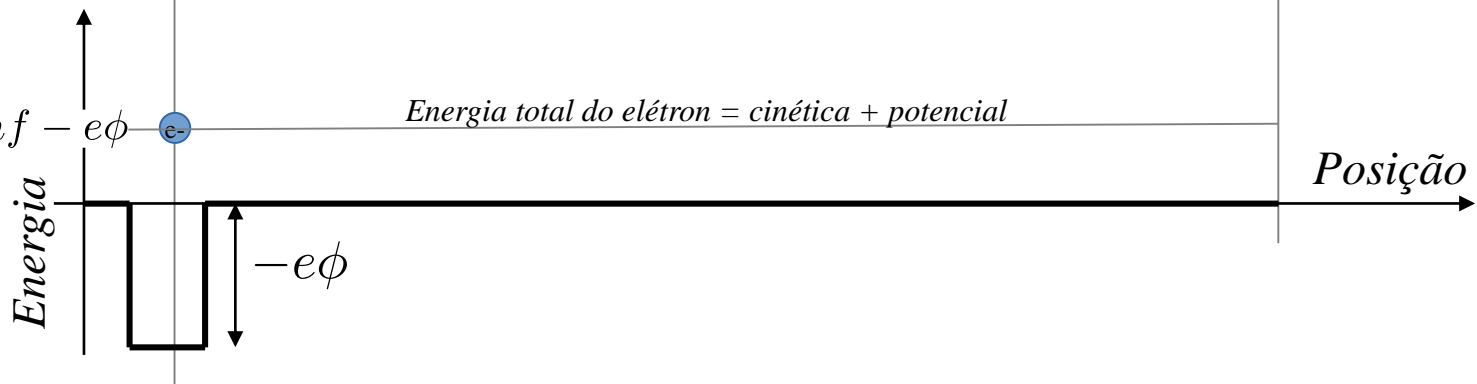 Energia total do elétron = cinética + potencial
f − eϕ
e-
Posição
Energia
−eϕ